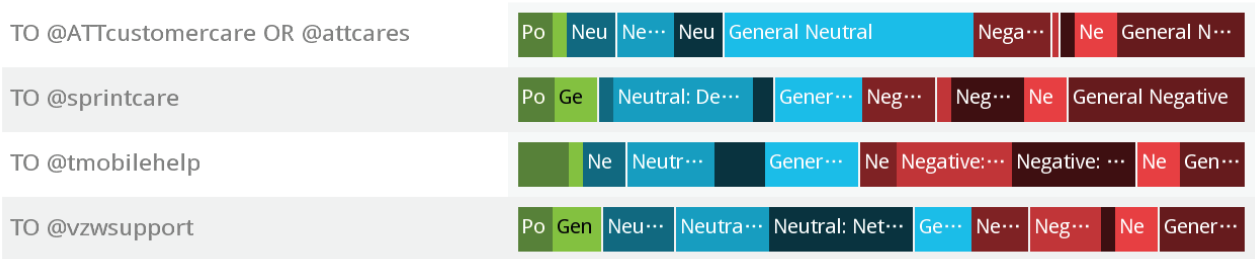 TO @ATTcustomercare OR @attcares Po Neu Ne··· Neu General Neutral Nega··· Ne General N···
TO @sprintcare Po Ge Neutral: De··· Gener··· Neg··· Neg··· Ne General Negative
TO @tmobilehelp Ne Neutr··· Gener··· Ne Negative:··· Negative: ··· Ne Gen···
TO @vzwsupport Po Gen Neu··· Neutra··· Neutral: Net··· Ge··· Ne··· Neg··· Ne Gener···